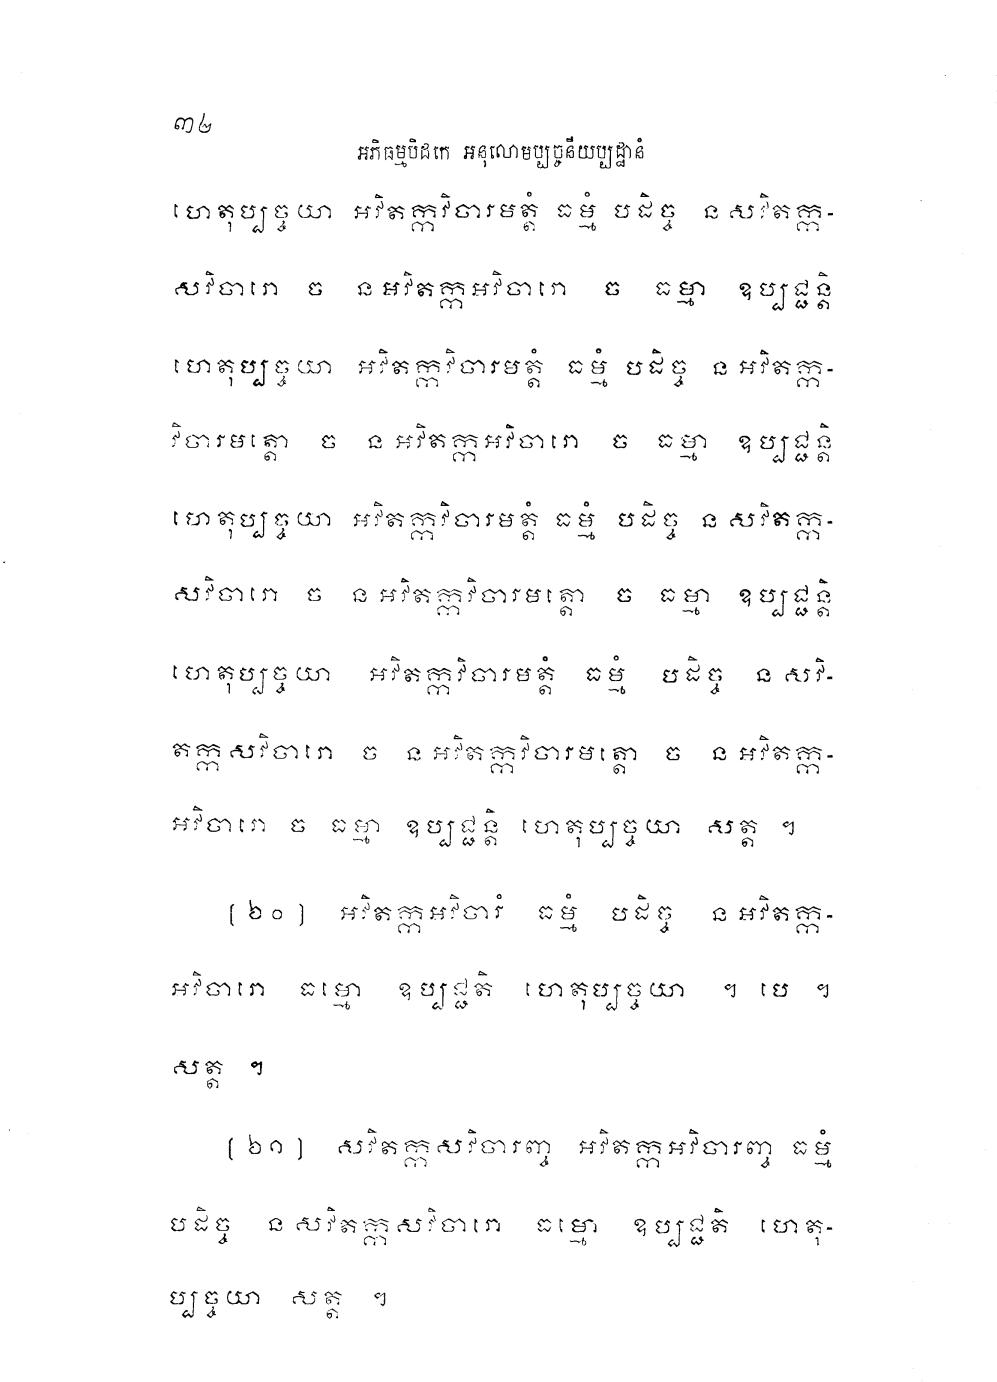 ៣៤
អភិធម្មបិដកេ អនុលោមប្បច្ចនីយប្បដ្ឋានំ
ហេតុប្បច្ចយា អវិតក្កវិចារមត្តំ ធម្មំ បដិច្ច ន សវិតក្ក-
សវិចារោ ច ន អវិតក្កអវិចារោ ច ធម្មា ឧប្បជ្ជន្តិ
ហេតុប្បច្ចយា អវិតក្កវិចារមត្តំ ធម្មំ បដិច្ច ន អវិតក្ក-
វិចារមត្តោ ច ន អវិតក្កអវិចារោ ច ធម្មា ឧប្បជ្ជន្តិ
ហេតុប្បច្ចយា អវិតក្កវិចារមត្តំ ធម្មំ បដិច្ច ន សវិតក្ក-
សវិចារោ ច ន អវិតក្កវិចារមត្តោ ច ធម្មា ឧប្បជ្ជន្តិ
ហេតុប្បច្ចយា អវិតក្កវិចារមត្តំ ធម្មំ បដិច្ច ន សវិ-
តក្កសវិចារោ ច ន អវិតក្កវិចារមត្តោ ច ន អវិតក្ក-
អវិចារោ ច ធម្មា ឧប្បជ្ជន្តិ ហេតុប្បច្ចយា សត្ត ។
[៦០] អវិតក្កអវិចារំ ធម្មំ បដិច្ច ន អវិតក្ក-
អវិចារោ ធម្មោ ឧប្បជ្ជតិ ហេតុប្បច្ចយា ។ បេ ។
សត្ត ។
[៦១] សវិតក្កសវិចារញ្ច អវិតក្កអវិចារញ្ច ធម្មំ
បដិច្ច ន សវិតក្កសវិចារោ ធម្មោ ឧប្បជ្ជតិ ហេតុ-
ប្បច្ចយា សត្ត ។